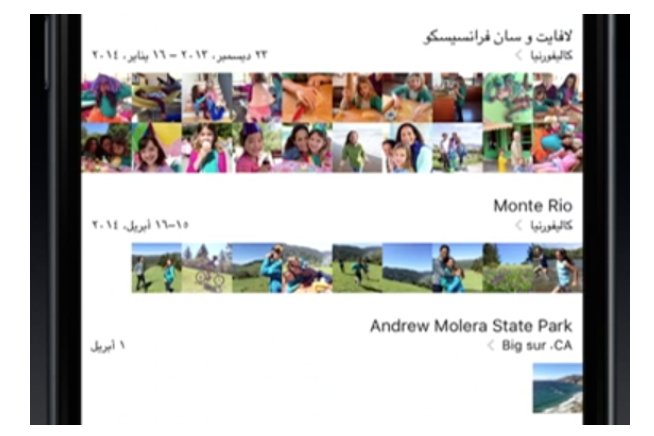 لافايت و سان فرانسيسكو
كاليفورنيا
٢٣ ديسمبر، ٢٠١٣ – ١٦ يناير، ٢٠١٤
Monte Rio
كاليفورنيا
١٥–١٦ أبريل، ٢٠١٤
Andrew Molera State Park
Big sur ،CA
١ أبريل